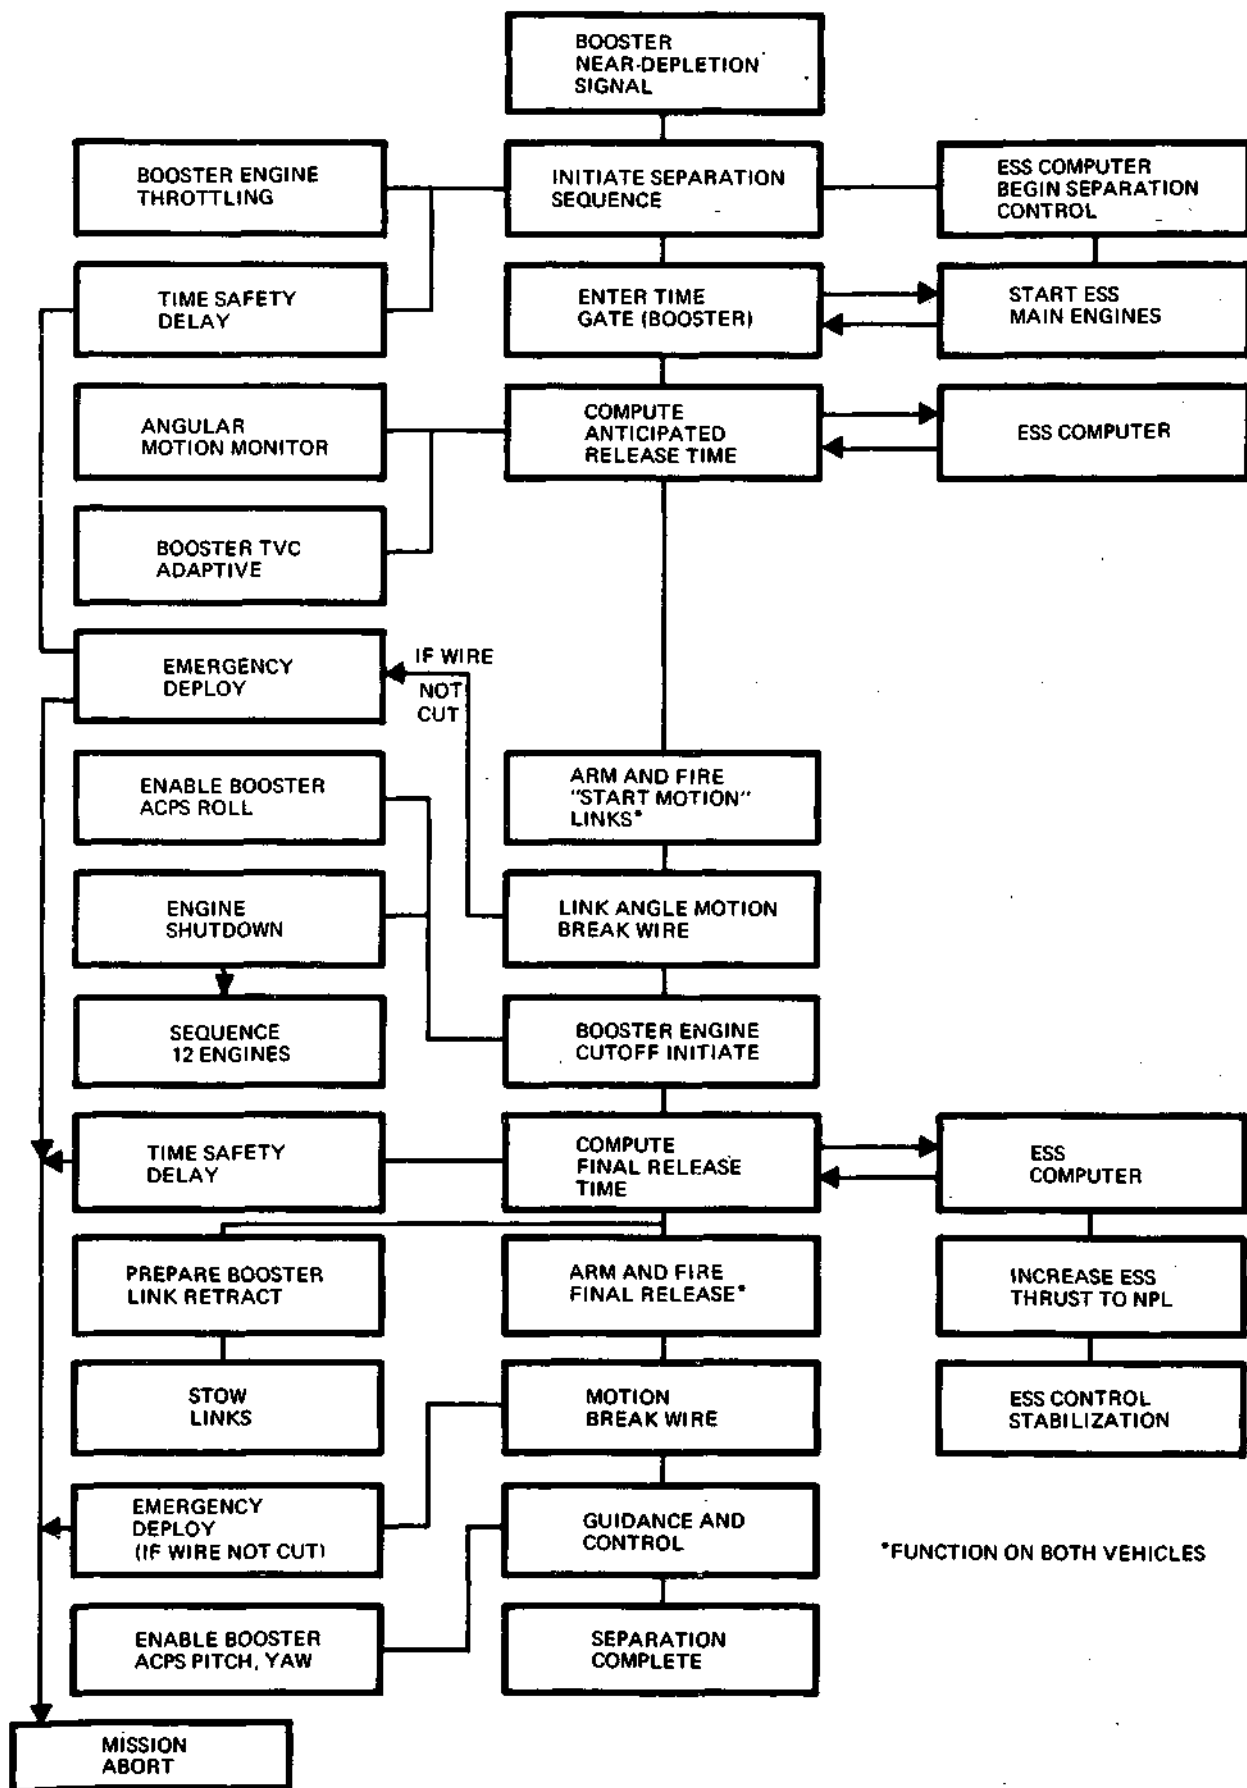 BOOSTER
NEAR-DEPLETION
SIGNAL
BOOSTER ENGINE
THROTTLING
INITIATE SEPARATION
SEQUENCE
ESS COMPUTER
BEGIN SEPARATION
CONTROL
TIME SAFETY
DELAY
ENTER TIME
GATE (BOOSTER)
START ESS
MAIN ENGINES
ANGULAR
MOTION MONITOR
COMPUTE
ANTICIPATED
RELEASE TIME
ESS COMPUTER
BOOSTER TVC
ADAPTIVE
EMERGENCY
DEPLOY
IF WIRE
NOT
CUT
ENABLE BOOSTER
ACPS ROLL
ARM AND FIRE
"START MOTION"
LINKS*
ENGINE
SHUTDOWN
LINK ANGLE MOTION
BREAK WIRE
SEQUENCE
12 ENGINES
BOOSTER ENGINE
CUTOFF INITIATE
TIME SAFETY
DELAY
COMPUTE
FINAL RELEASE
TIME
ESS
COMPUTER
PREPARE BOOSTER
LINK RETRACT
ARM AND FIRE
FINAL RELEASE*
INCREASE ESS
THRUST TO NPL
STOW
LINKS
MOTION
BREAK WIRE
ESS CONTROL
STABILIZATION
EMERGENCY
DEPLOY
(IF WIRE NOT CUT)
GUIDANCE AND
CONTROL
*FUNCTION ON BOTH VEHICLES
ENABLE BOOSTER
ACPS PITCH, YAW
SEPARATION
COMPLETE
MISSION
ABORT